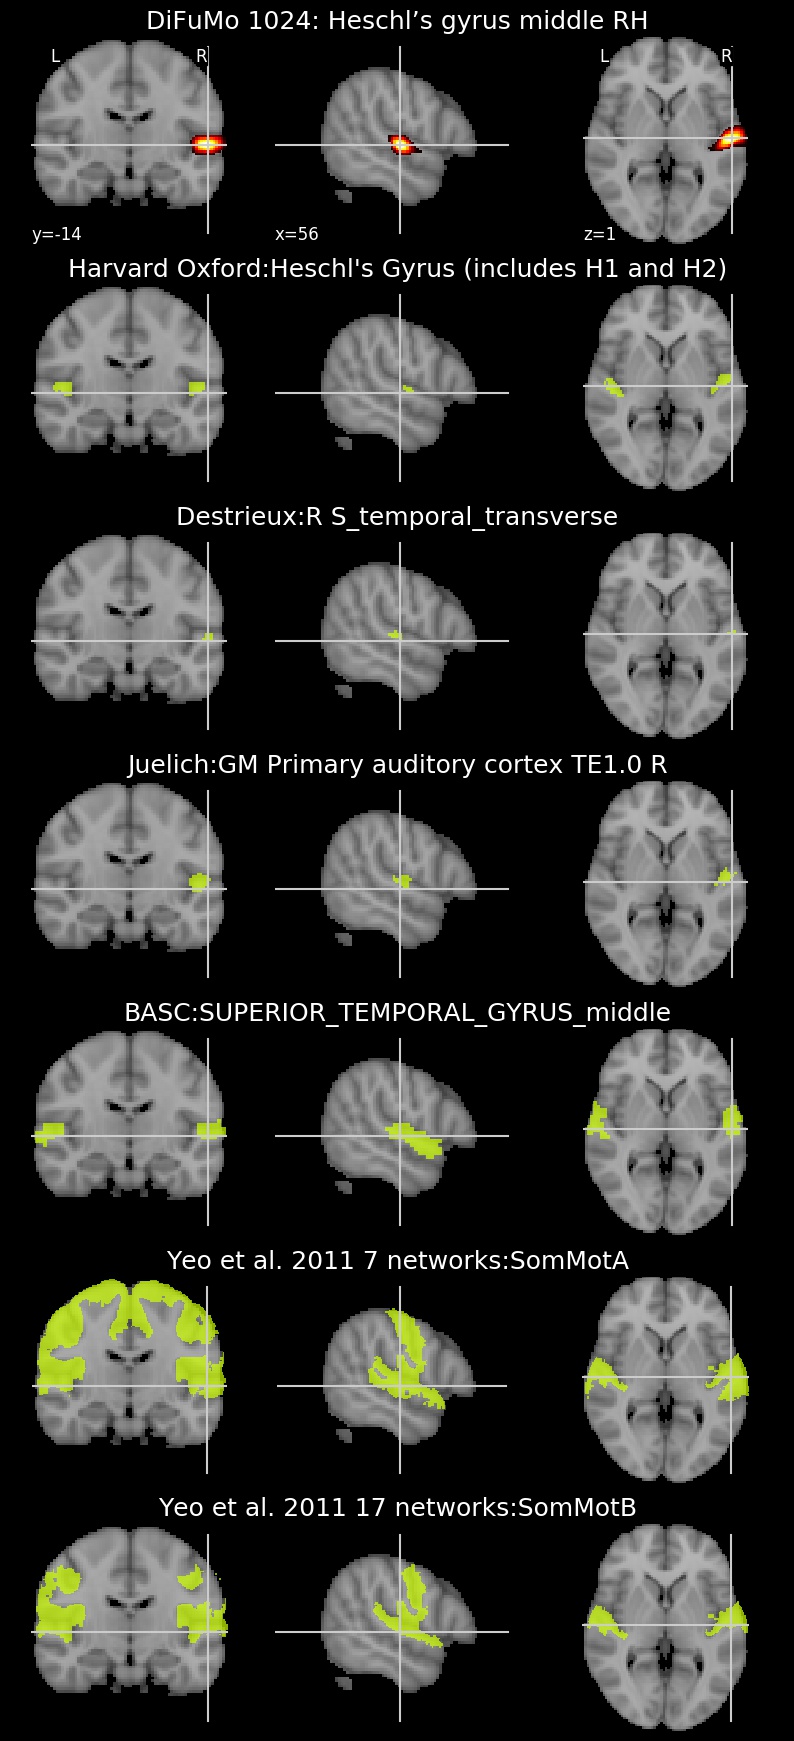 DiFuMo 1024: Heschl’s gyrus middle RH
L R L R
y=-14 x=56 z=1
Harvard Oxford:Heschl's Gyrus (includes H1 and H2)
Destrieux:R S_temporal_transverse
Juelich:GM Primary auditory cortex TE1.0 R
BASC:SUPERIOR_TEMPORAL_GYRUS_middle
Yeo et al. 2011 7 networks:SomMotA
Yeo et al. 2011 17 networks:SomMotB